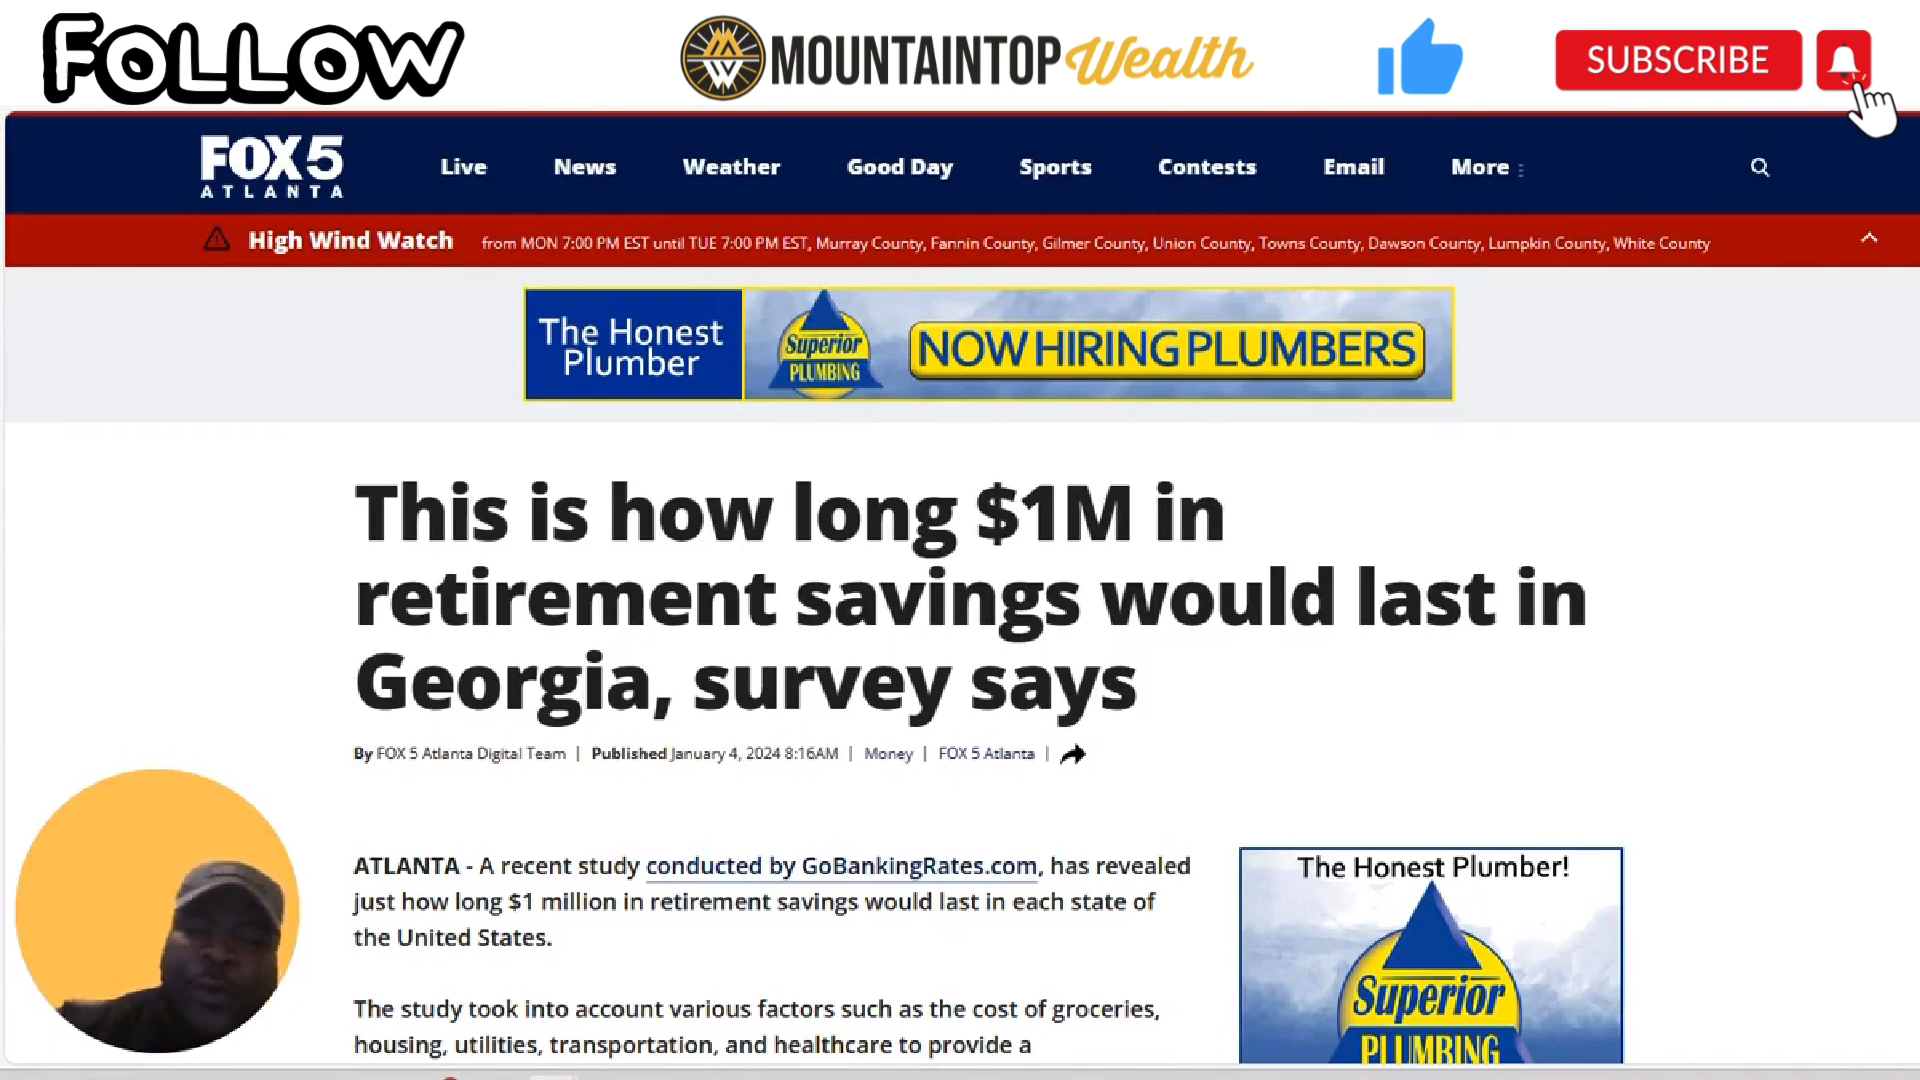 FOLLOW
MOUNTAINTOP Wealth
SUBSCRIBE
FOX 5
ATLANTA
Live News Weather Good Day Sports Contests Email More
High Wind Watch from MON 7:00 PM EST until TUE 7:00 PM EST, Murray County, Fannin County, Gilmer County, Union County, Towns County, Dawson County, Lumpkin County, White County
The Honest
Plumber
Superior
PLUMBING
NOW HIRING PLUMBERS
This is how long $1M in
retirement savings would last in
Georgia, survey says
By FOX 5 Atlanta Digital Team | Published January 4, 2024 8:16AM | Money | FOX 5 Atlanta |
ATLANTA - A recent study conducted by GoBankingRates.com, has revealed
just how long $1 million in retirement savings would last in each state of
the United States.
The study took into account various factors such as the cost of groceries,
housing, utilities, transportation, and healthcare to provide a
The Honest Plumber!
Superior
PLUMBING